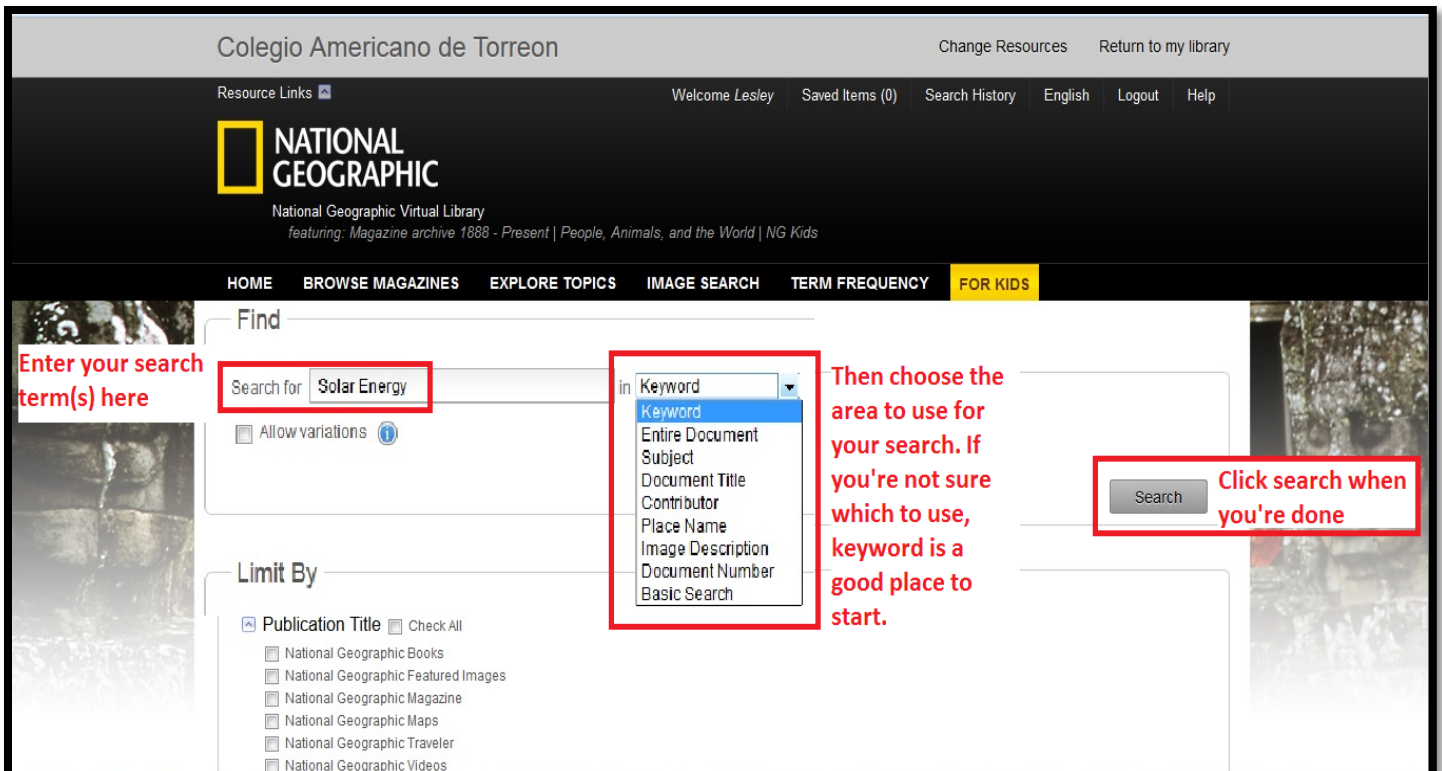 Colegio Americano de Torreon
Change Resources Return to my library
Resource Links
Welcome Lesley Saved Items (0) Search History English Logout Help
NATIONAL
GEOGRAPHIC
National Geographic Virtual Library
featuring: Magazine archive 1888 - Present | People, Animals, and the World | NG Kids
HOME BROWSE MAGAZINES EXPLORE TOPICS IMAGE SEARCH TERM FREQUENCY FOR KIDS
Find
Enter your search
term(s) here
Search for Solar Energy in Keyword
Allow variations
Keyword
Entire Document
Subject
Document Title
Contributor
Place Name
Image Description
Document Number
Basic Search
Then choose the
area to use for
your search. If
you're not sure
which to use,
keyword is a
good place to
start.
Search
Click search when
you're done
Limit By
Publication Title Check All
National Geographic Books
National Geographic Featured Images
National Geographic Magazine
National Geographic Maps
National Geographic Traveler
National Geographic Videos